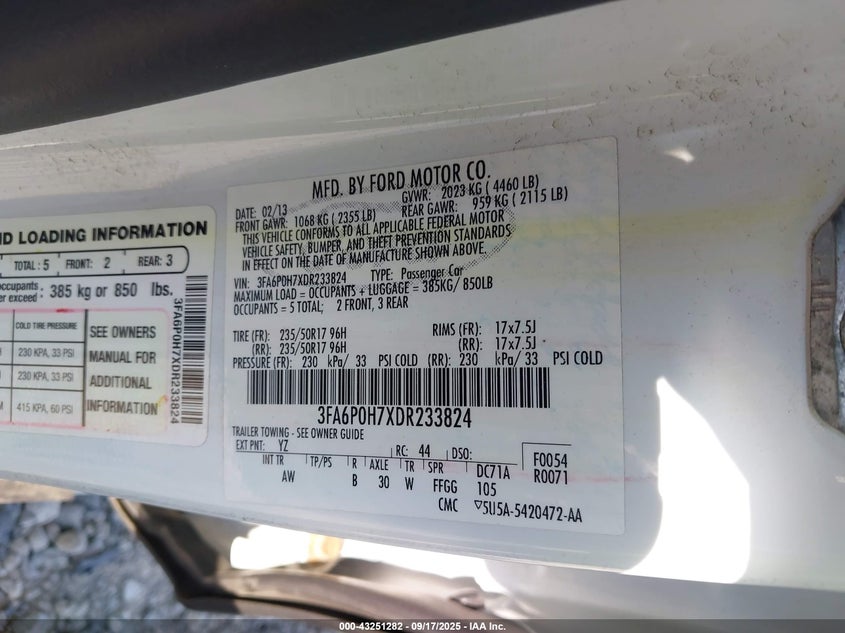 ND LOADING INFORMATION
TOTAL: 5 FRONT: 2 REAR: 3
occupants
er exceed: 385 kg or 850 lbs.
COLD TIRE PRESSURE
230 KPA, 33 PSI
230 KPA, 33 PSI
415 KPA, 60 PSI
SEE OWNERS
MANUAL FOR
ADDITIONAL
INFORMATION
3FA6P0H7XDR233824
MFD. BY FORD MOTOR CO.
DATE: 02/13 GVWR: 2023 KG ( 4460 LB)
FRONT GAWR: 1068 KG ( 2355 LB) REAR GAWR: 959 KG ( 2115 LB)
THIS VEHICLE CONFORMS TO ALL APPLICABLE FEDERAL MOTOR
VEHICLE SAFETY, BUMPER, AND THEFT PREVENTION STANDARDS
IN EFFECT ON THE DATE OF MANUFACTURE SHOWN ABOVE.
VIN: 3FA6P0H7XDR233824 TYPE: Passenger Car
MAXIMUM LOAD = OCCUPANTS + LUGGAGE = 385KG/ 850LB
OCCUPANTS = 5 TOTAL; 2 FRONT, 3 REAR
TIRE (FR): 235/50R17 96H RIMS (FR): 17x7.5J
(RR): 235/50R17 96H (RR): 17x7.5J
PRESSURE (FR): 230 kPa/ 33 PSI COLD (RR): 230 kPa/ 33 PSI COLD
3FA6P0H7XDR233824
TRAILER TOWING - SEE OWNER GUIDE
EXT PNT: YZ RC: 44 DSO: F0054
INT TR TP/PS R AXLE TR SPR DC71A R0071
AW B 30 W FFGG 105
CMC ▽5U5A-5420472-AA
000-43251282 - 09/17/2025 - IAA Inc.